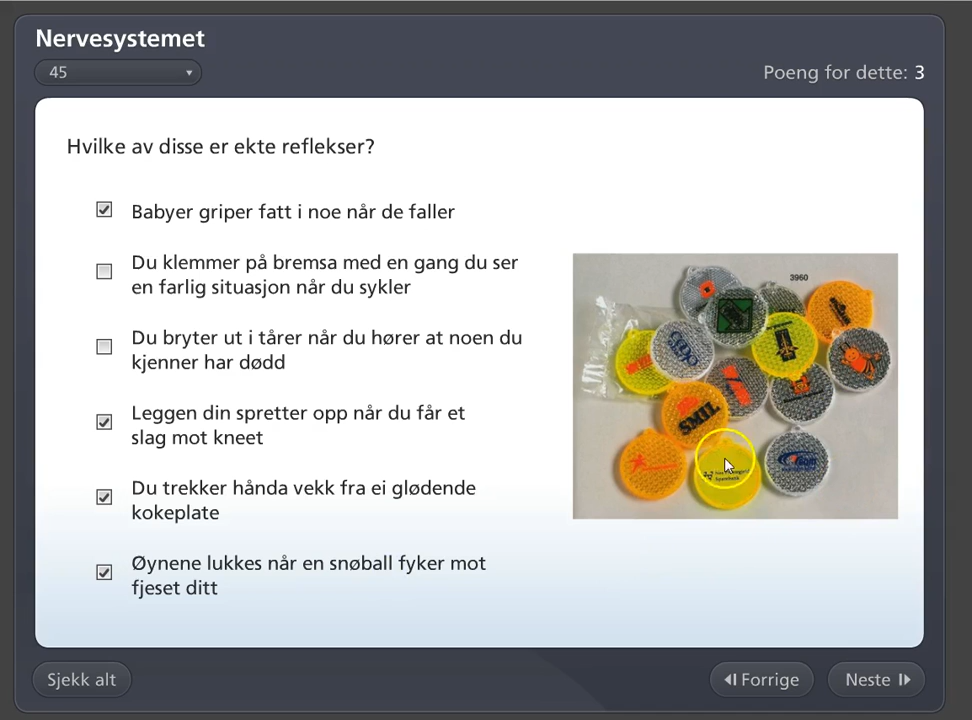 Nervesystemet
45
Poeng for dette: 3
Hvilke av disse er ekte reflekser?
Babyer griper fatt i noe når de faller
Du klemmer på bremsa med en gang du ser
en farlig situasjon når du sykler
Du bryter ut i tårer når du hører at noen du
kjenner har dødd
Leggen din spretter opp når du får et
slag mot kneet
Du trekker hånda vekk fra ei glødende
kokeplate
Øynene lukkes når en snøball fyker mot
fjeset ditt
3960
SMIL
Sjekk alt
Forrige
Neste